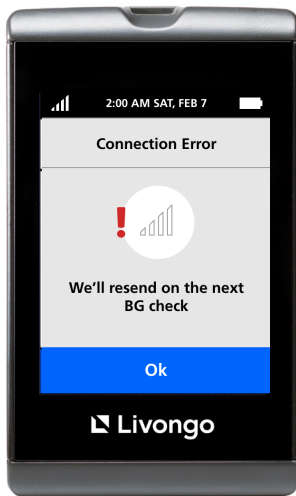 2:00 AM SAT, FEB 7
Connection Error
We’ll resend on the next
BG check
Ok
Livongo